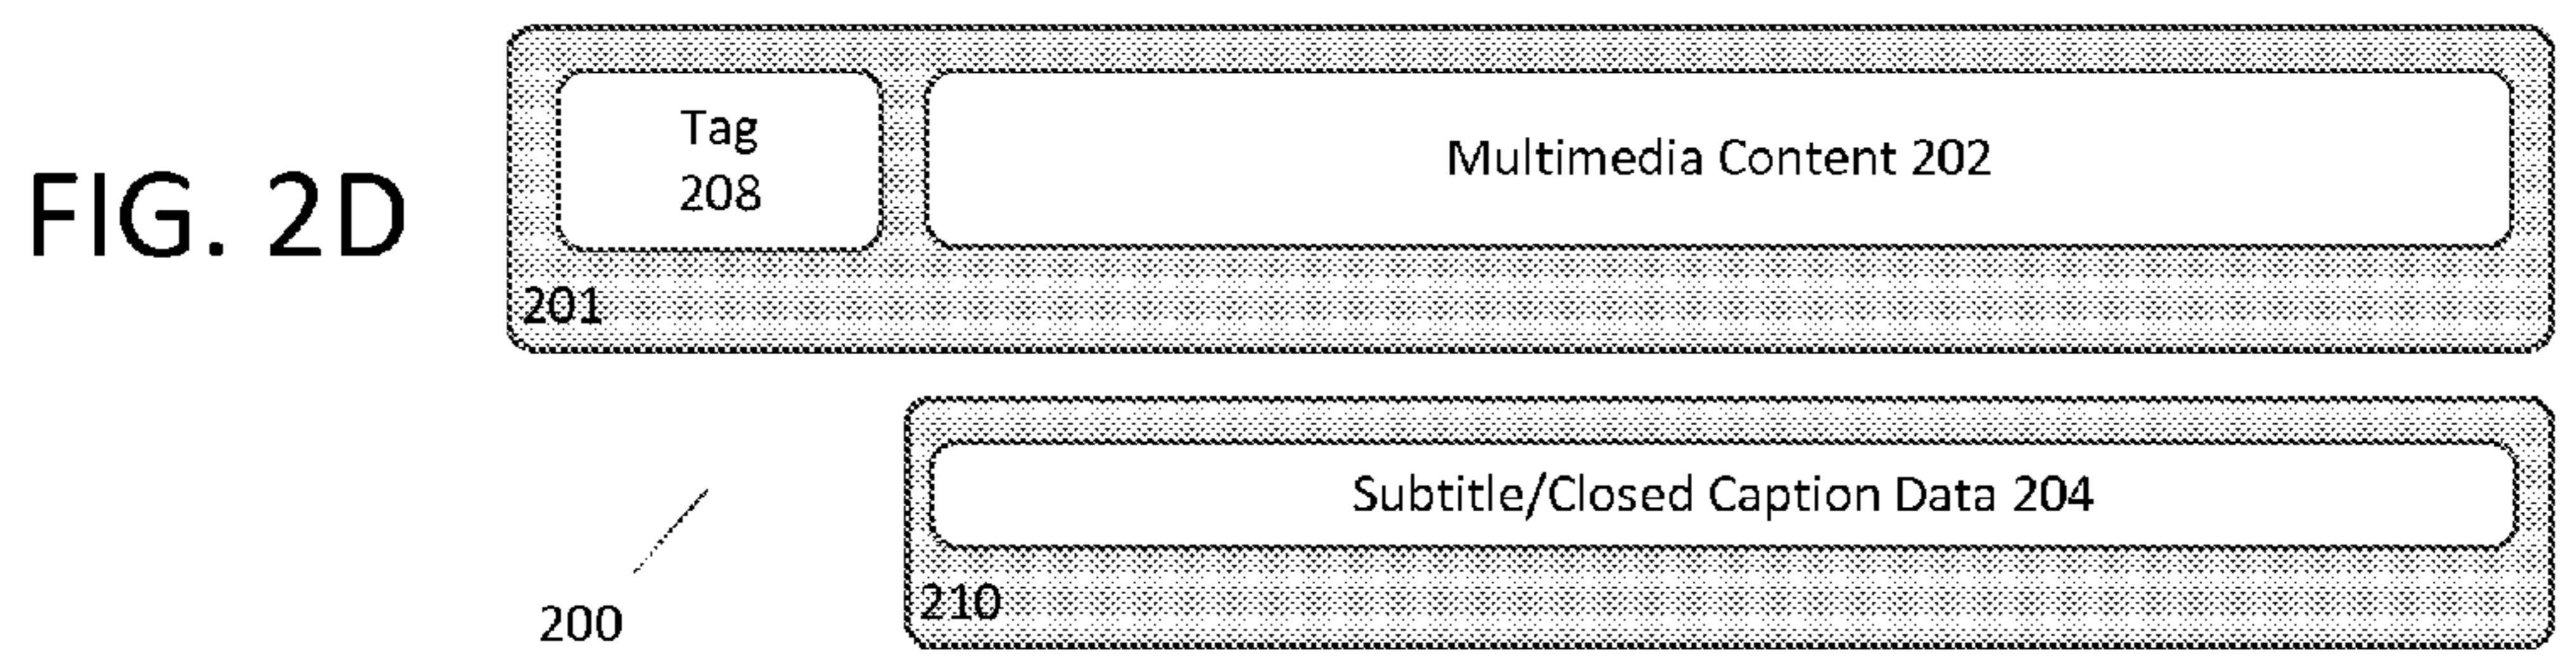 FIG. 2D
Tag
208
Multimedia Content 202
201
Subtitle/Closed Caption Data 204
210
200